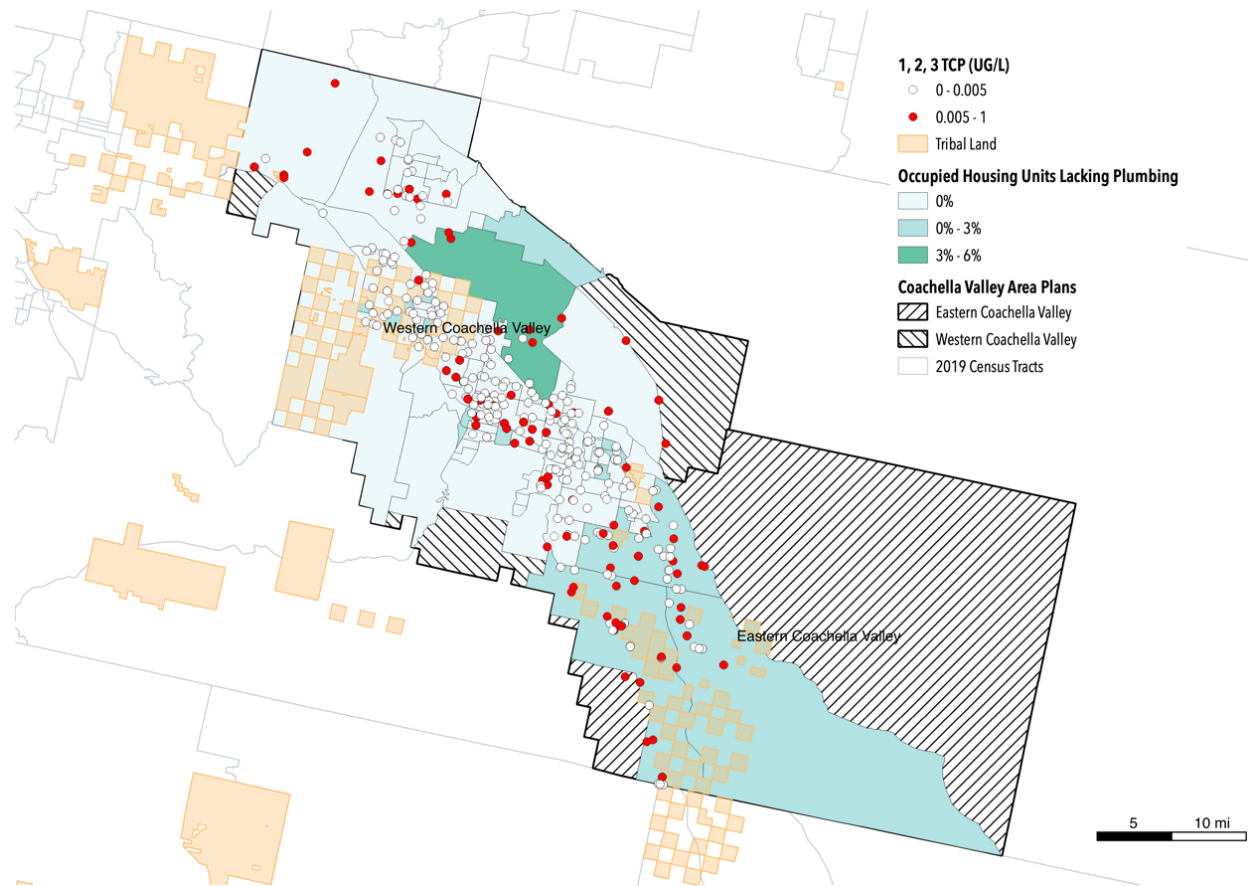 1, 2, 3 TCP (UG/L)
0 - 0.005
0.005 - 1
Tribal Land
Occupied Housing Units Lacking Plumbing
0%
0% - 3%
3% - 6%
Coachella Valley Area Plans
Eastern Coachella Valley
Western Coachella Valley
2019 Census Tracts
Western Coachella Valley
Eastern Coachella Valley
5 10 mi